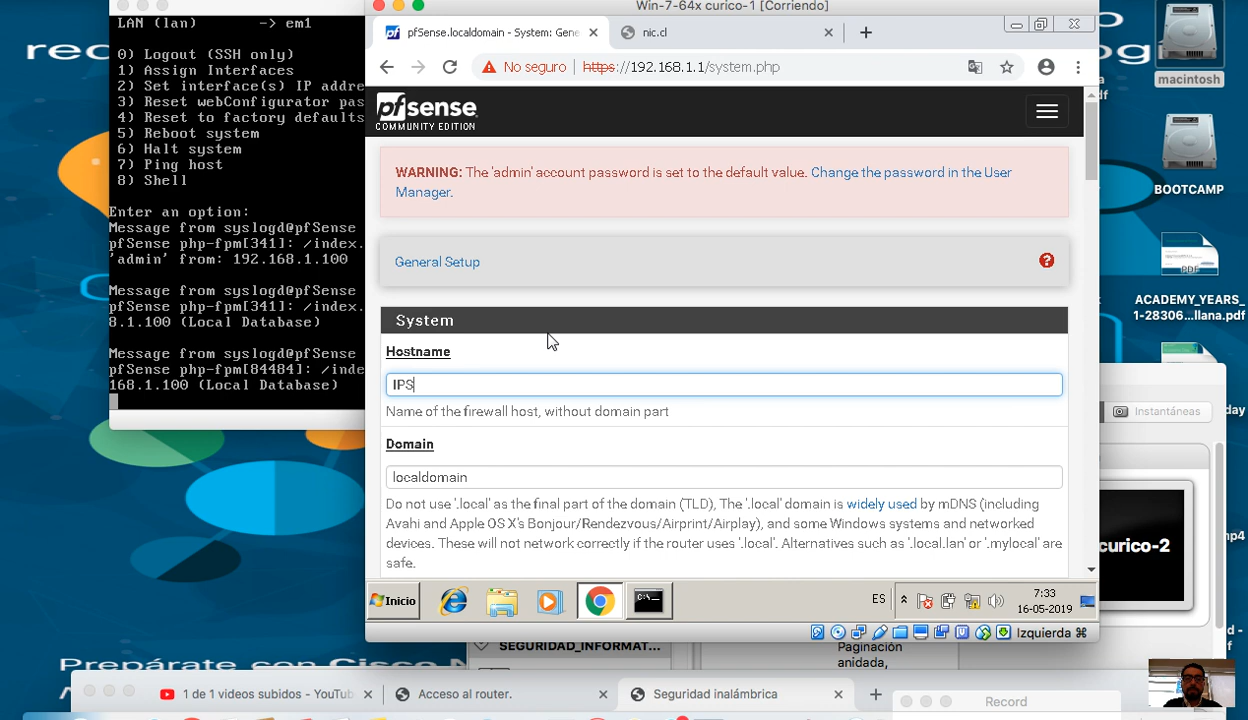 Win-7-64x curico-1 [Corriendo]
LAN (lan) -> em1
0) Logout (SSH only)
1) Assign Interfaces
2) Set interface(s) IP addre
3) Reset webConfigurator pas
4) Reset to factory defaults
5) Reboot system
6) Halt system
7) Ping host
8) Shell
Enter an option:
Message from syslogd@pfSense
pfSense php-fpm[341]: /index.
'admin' from: 192.168.1.100
Message from syslogd@pfSense
pfSense php-fpm[341]: /index.
8.1.100 (Local Database)
Message from syslogd@pfSense
pfSense php-fpm[84484]: /inde
168.1.100 (Local Database)
pfSense.localdomain - System: Gene
nic.cl
No seguro
https://192.168.1.1/system.php
pfsense
COMMUNITY EDITION
WARNING: The 'admin' account password is set to the default value. Change the password in the User
Manager.
General Setup
System
Hostname
IPS
Name of the firewall host, without domain part
Domain
localdomain
Do not use '.local' as the final part of the domain (TLD), The '.local' domain is widely used by mDNS (including
Avahi and Apple OS X's Bonjour/Rendezvous/Airprint/Airplay), and some Windows systems and networked
devices. These will not network correctly if the router uses '.local'. Alternatives such as '.local.lan' or '.mylocal' are
safe.
Inicio
ES
7:33
16-05-2019
Izquierda ⌘
macintosh
BOOTCAMP
PDF
ACADEMY_YEARS_
1-28306...llana.pdf
Instantáneas
day
curico-2
mp4
SEGURIDAD_INFORMAT...
Paginación
anidada,
Prepárate con Cisco N
1 de 1 videos subidos - YouTub
Acceso al router.
Seguridad inalámbrica
Record